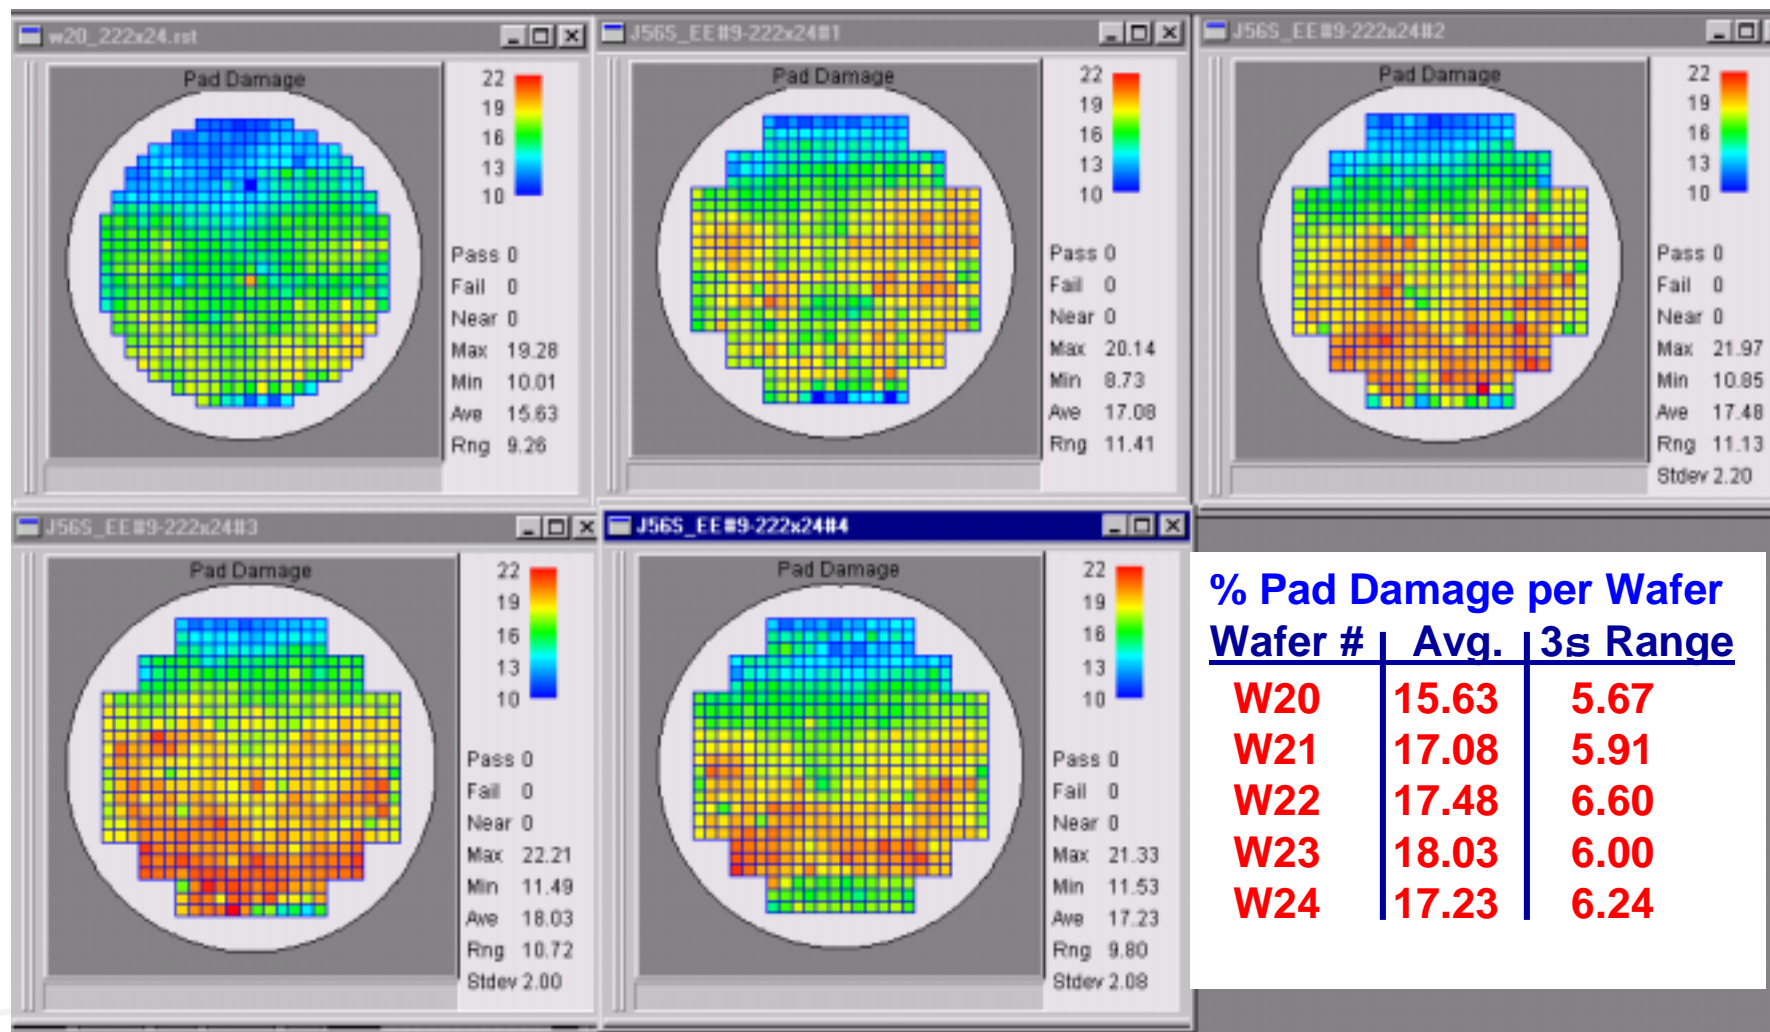 w20_222x24.rst
Pad Damage
22
19
16
13
10
Pass 0
Fail 0
Near 0
Max 19.28
Min 10.01
Ave 15.63
Rng 9.26
J56S_EE#9-222x24#1
Pad Damage
22
19
16
13
10
Pass 0
Fail 0
Near 0
Max 20.14
Min 8.73
Ave 17.08
Rng 11.41
J56S_EE#9-222x24#2
Pad Damage
22
19
16
13
10
Pass 0
Fail 0
Near 0
Max 21.97
Min 10.85
Ave 17.48
Rng 11.13
Stdev 2.20
J56S_EE#9-222x24#3
Pad Damage
22
19
16
13
10
Pass 0
Fail 0
Near 0
Max 22.21
Min 11.49
Ave 18.03
Rng 10.72
Stdev 2.00
J56S_EE#9-222x24#4
Pad Damage
22
19
16
13
10
Pass 0
Fail 0
Near 0
Max 21.33
Min 11.53
Ave 17.23
Rng 9.80
Stdev 2.08
% Pad Damage per Wafer
Wafer # Avg. 3s Range
W20 15.63 5.67
W21 17.08 5.91
W22 17.48 6.60
W23 18.03 6.00
W24 17.23 6.24